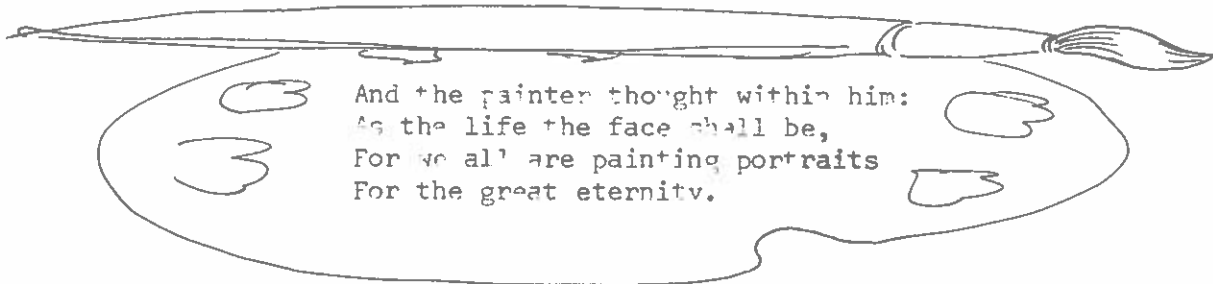 And the painter thought within him:
As the life the face shall be,
For we all are painting portraits
For the great eternity.